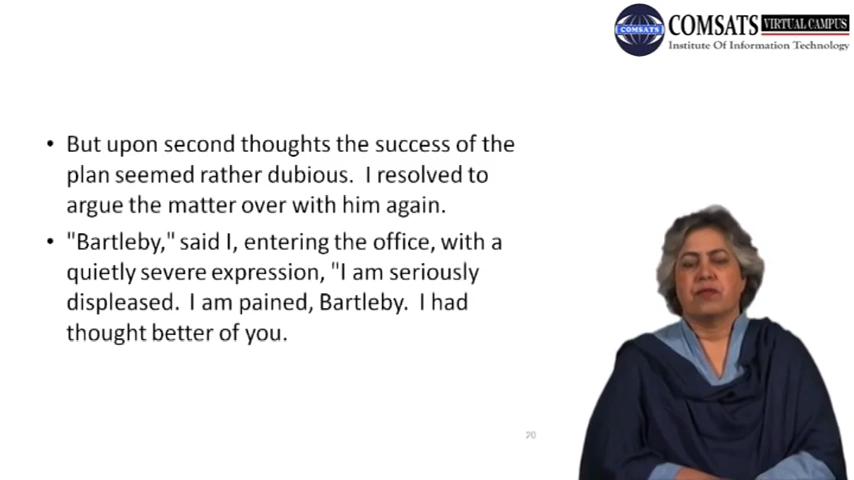 COMSATS
COMSATS VIRTUAL CAMPUS
Institute Of Information Technology
• But upon second thoughts the success of the
plan seemed rather dubious.  I resolved to
argue the matter over with him again.
• "Bartleby," said I, entering the office, with a
quietly severe expression, "I am seriously
displeased.  I am pained, Bartleby.  I had
thought better of you.
20